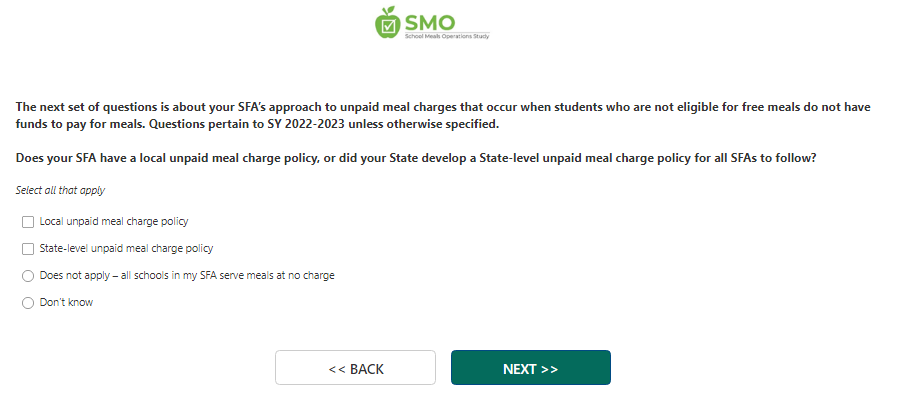 SMO
School Meals Operations Study
The next set of questions is about your SFA's approach to unpaid meal charges that occur when students who are not eligible for free meals do not have
funds to pay for meals. Questions pertain to SY 2022-2023 unless otherwise specified.
Does your SFA have a local unpaid meal charge policy, or did your State develop a State-level unpaid meal charge policy for all SFAs to follow?
Select all that apply
Local unpaid meal charge policy
State-level unpaid meal charge policy
Does not apply – all schools in my SFA serve meals at no charge
Don't know
<< BACK
NEXT >>